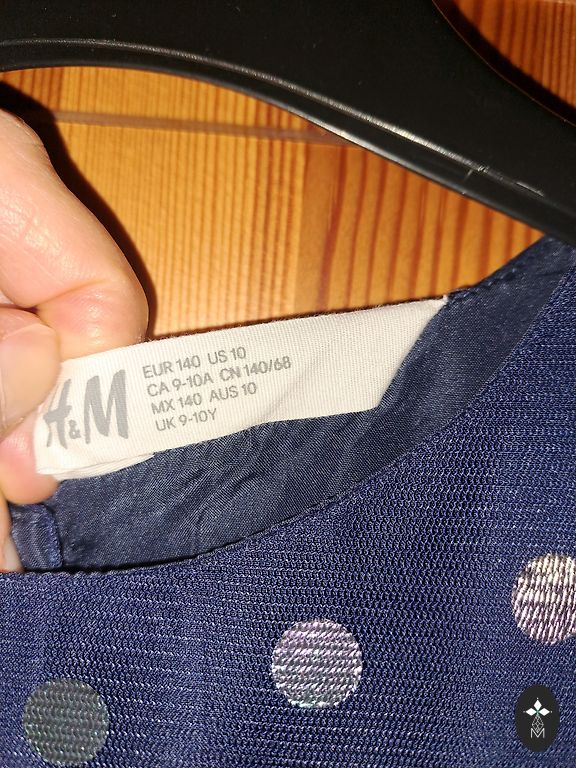 H&M
EUR 140 US 10
CA 9-10A CN 140/68
MX 140 AUS 10
UK 9-10Y
M